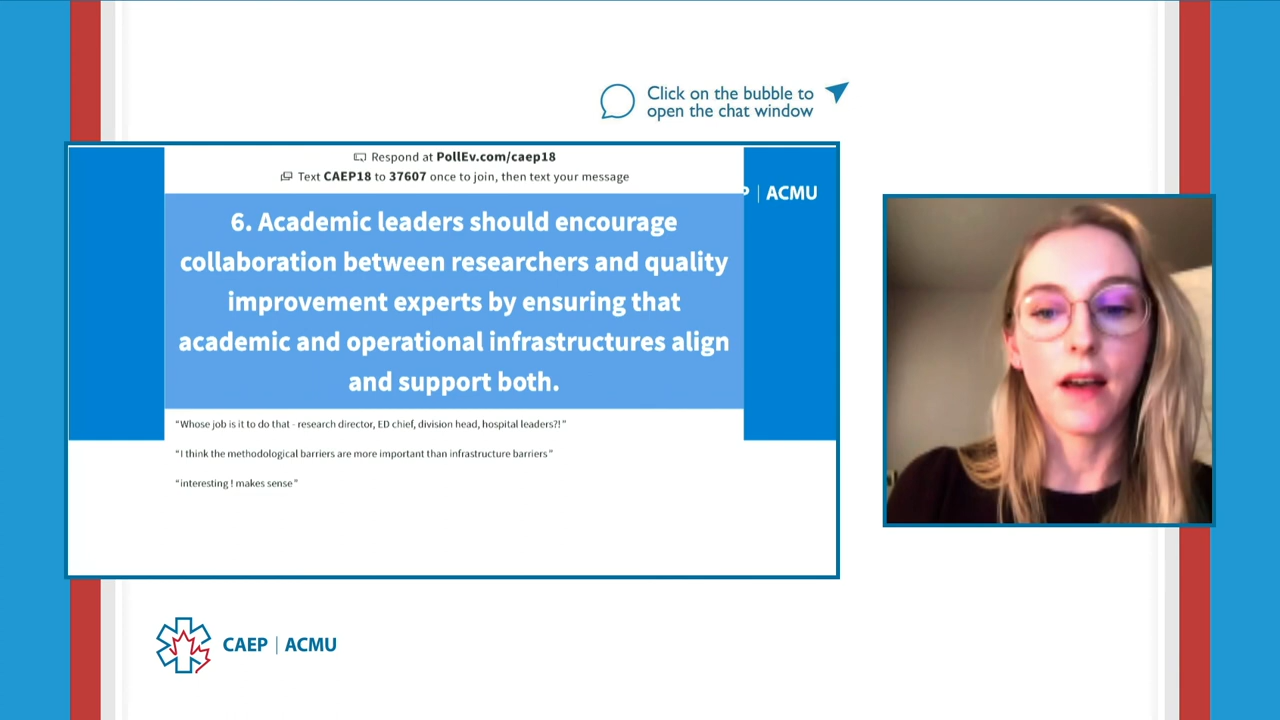 Click on the bubble to
open the chat window
Respond at PollEv.com/caep18
Text CAEP18 to 37607 once to join, then text your message
P | ACMU
6. Academic leaders should encourage
collaboration between researchers and quality
improvement experts by ensuring that
academic and operational infrastructures align
and support both.
“Whose job is it to do that - research director, ED chief, division head, hospital leaders?!”
“I think the methodological barriers are more important than infrastructure barriers”
“interesting ! makes sense”
CAEP | ACMU